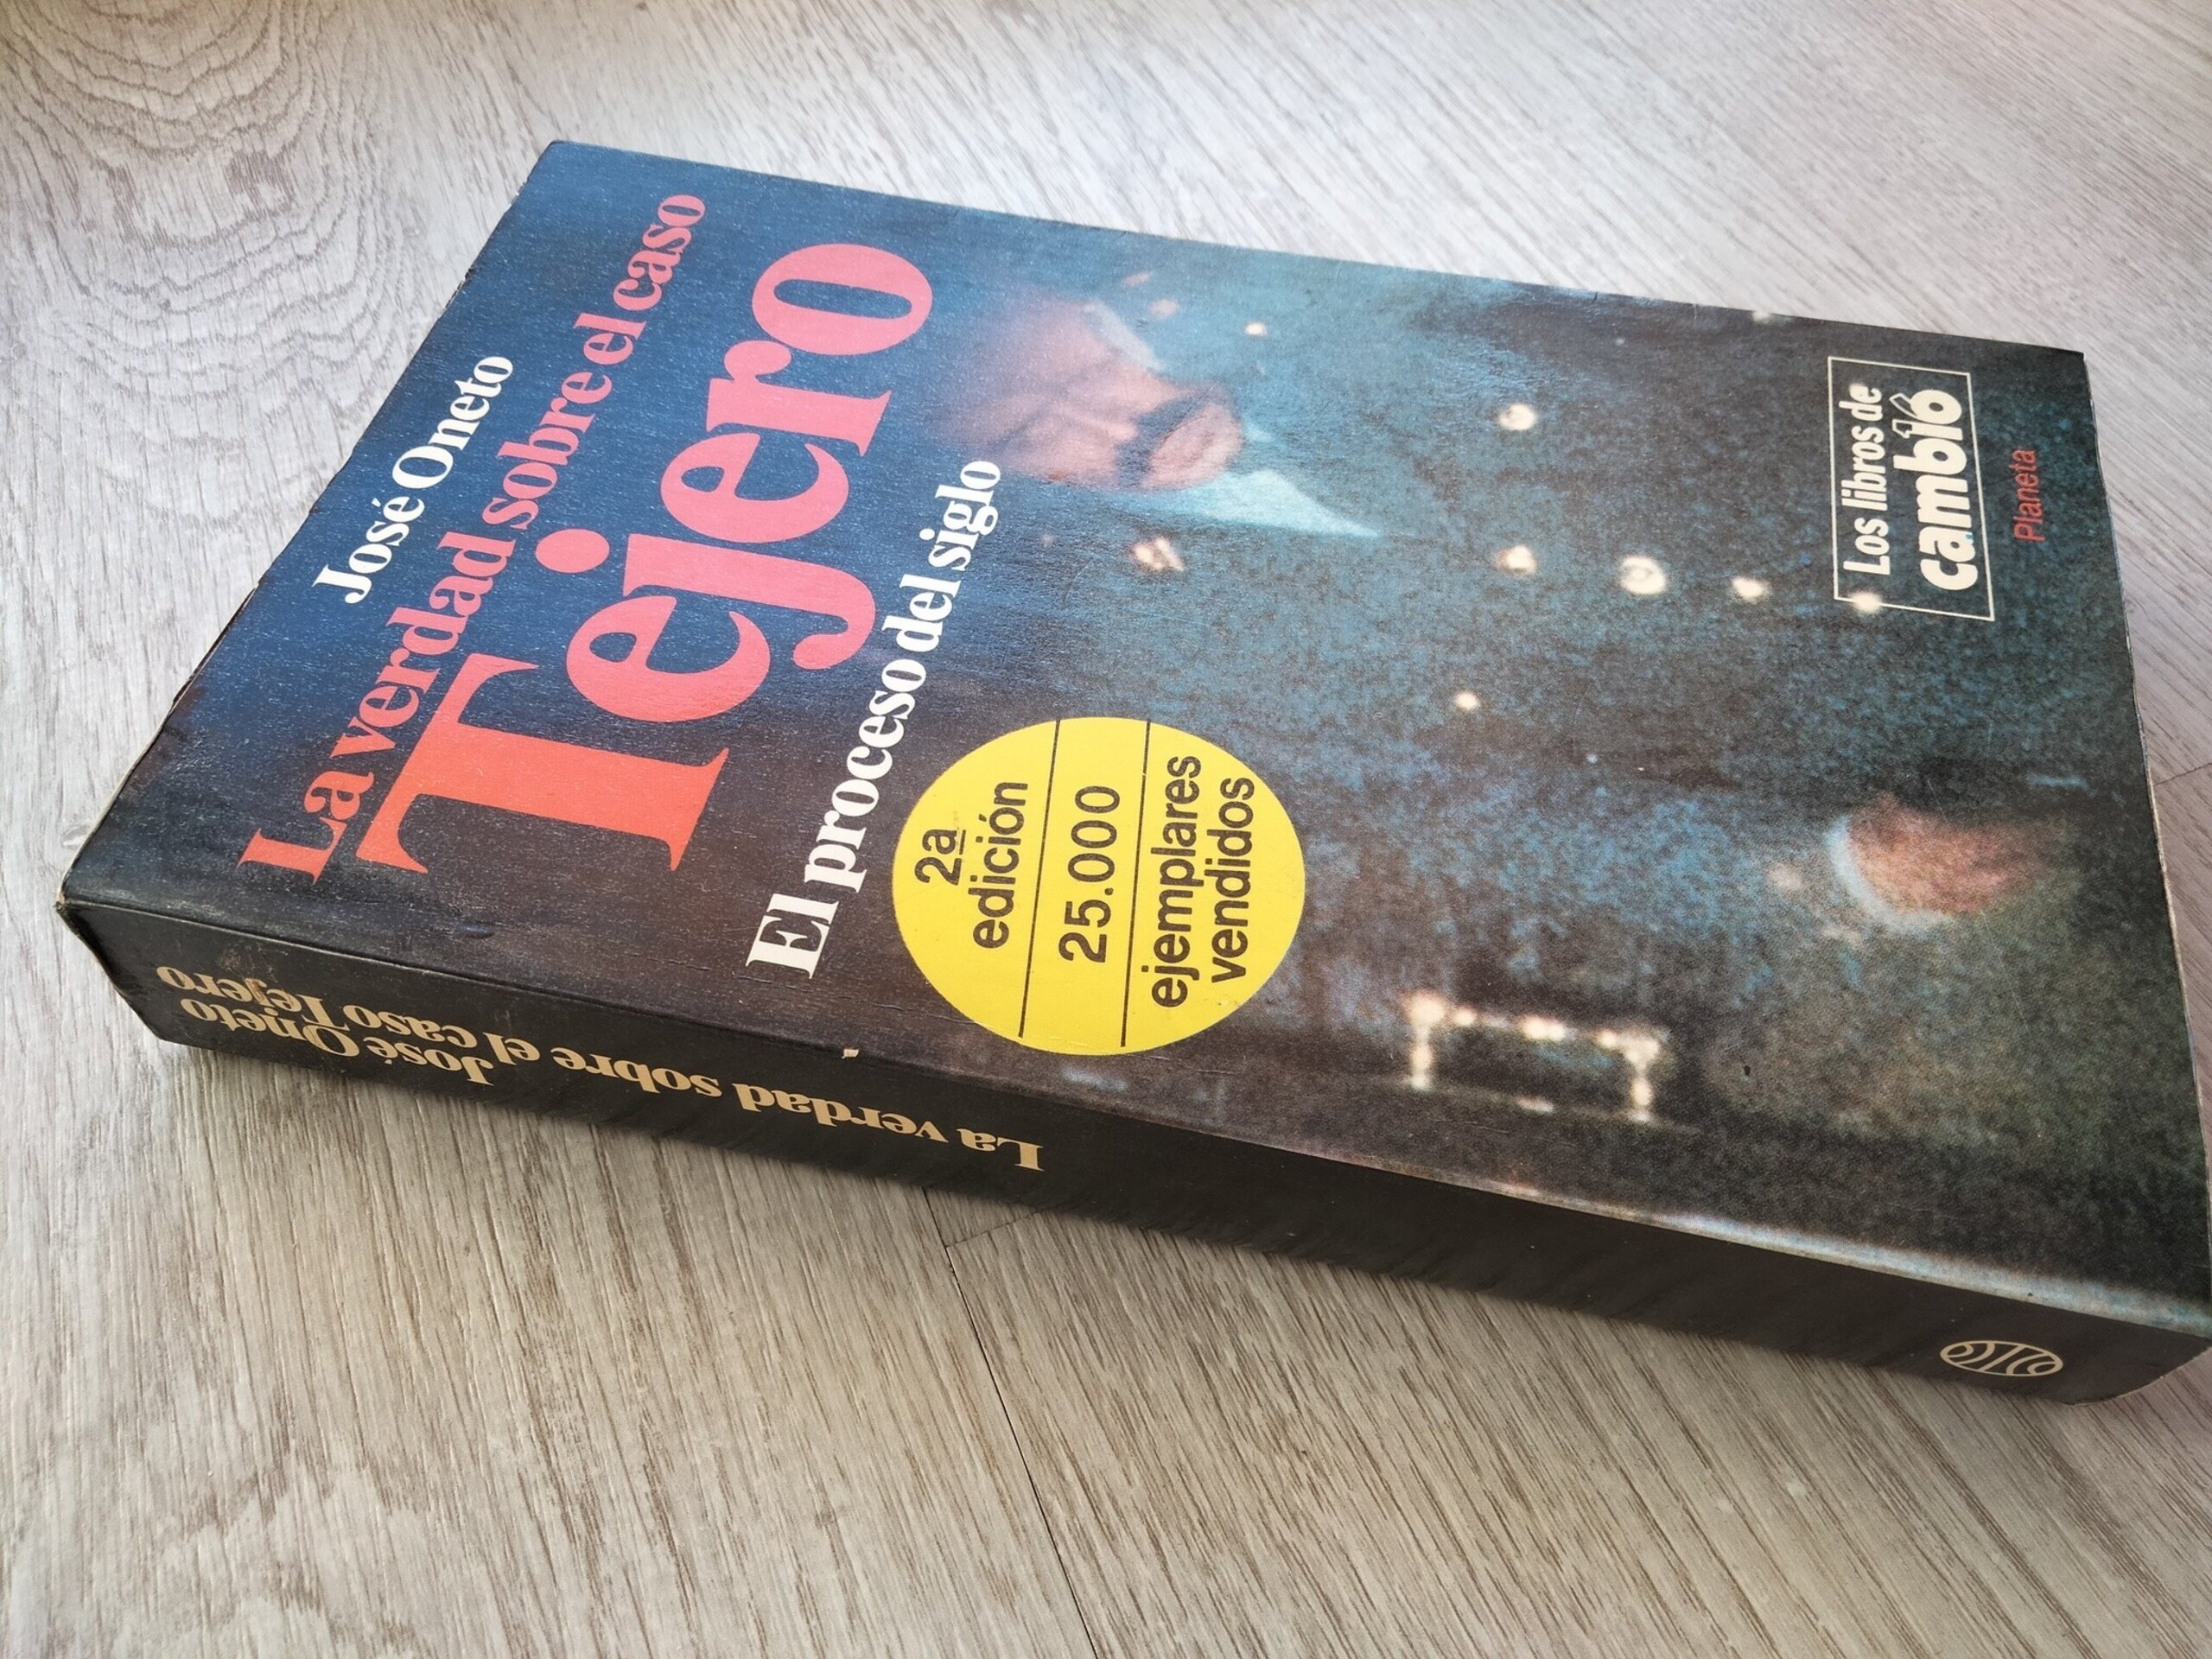 José Oneto
La verdad sobre el caso
Tejero
El proceso del siglo
2ª
edición
25.000
ejemplares
vendidos
Los libros de
cambio16
Planeta
José Oneto
La verdad sobre el caso Tejero